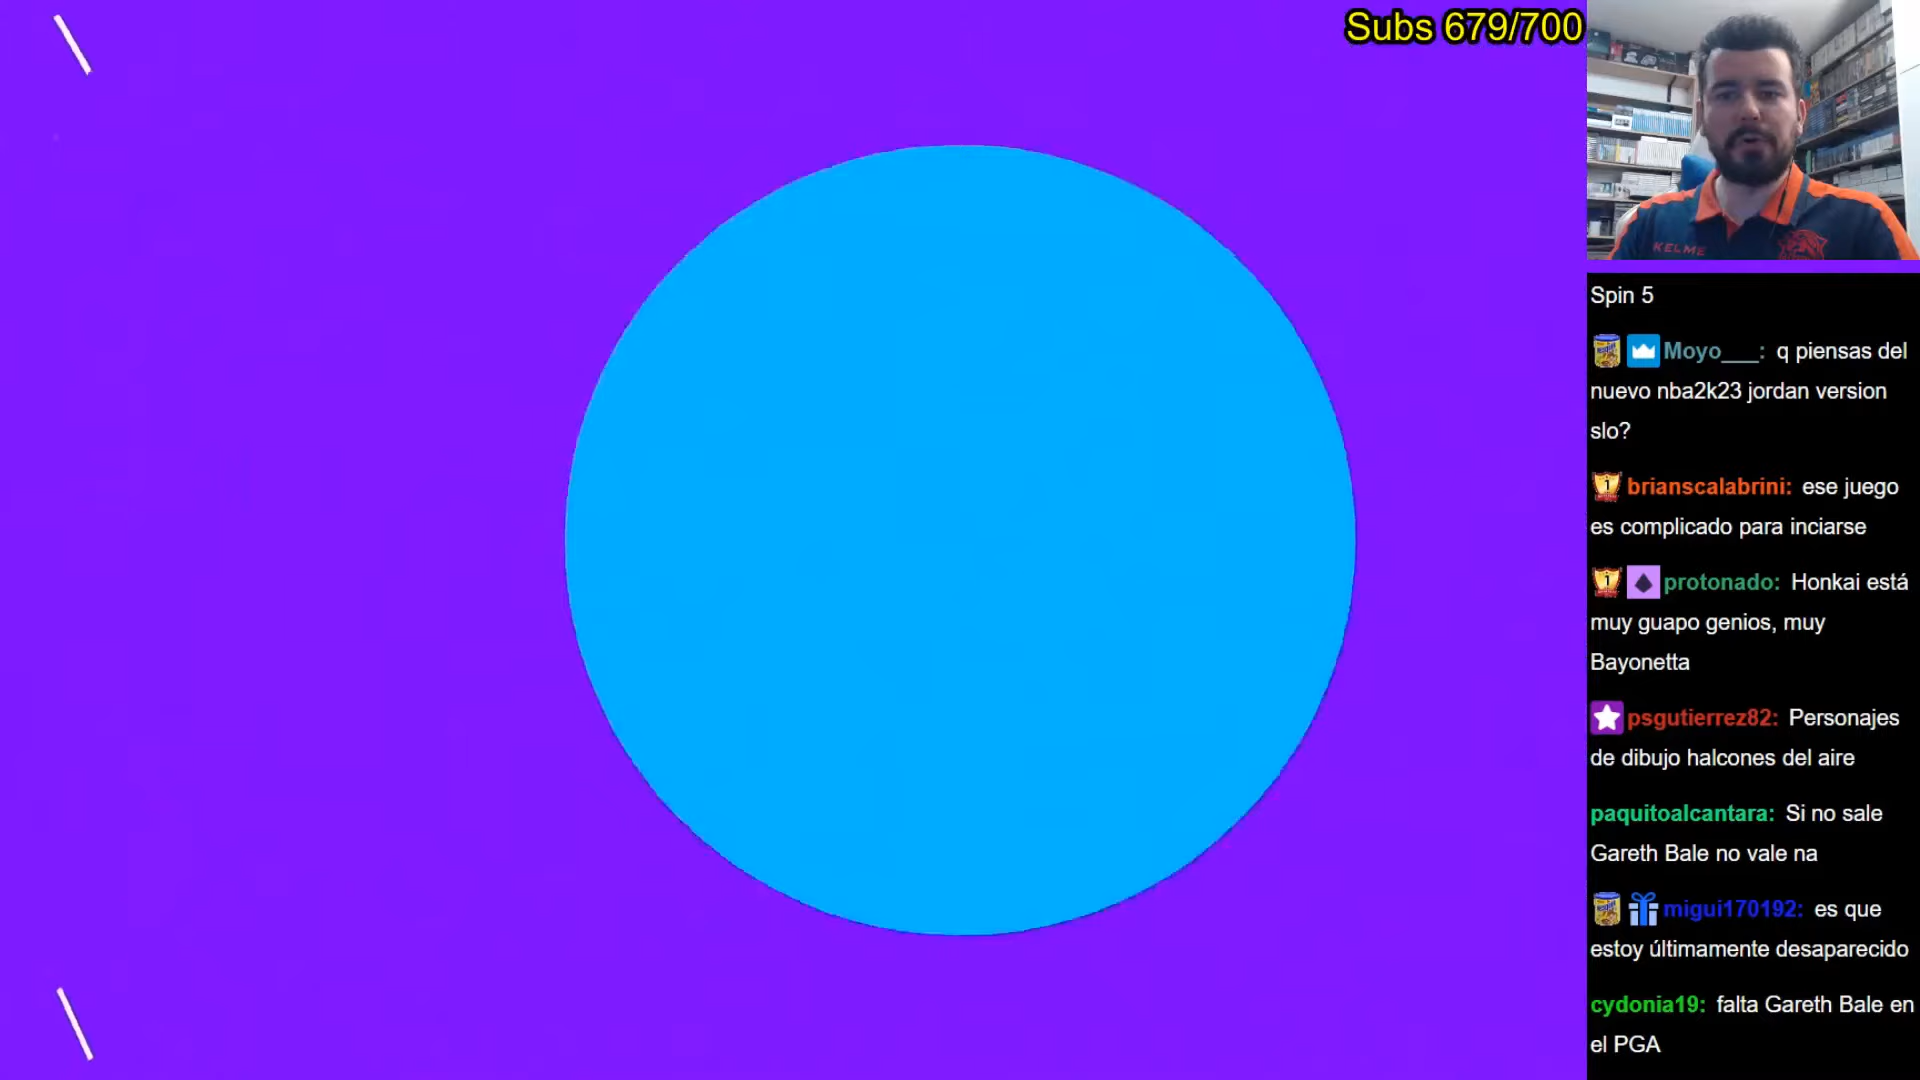 Subs 679/700
KELME
Spin 5
Moyo___: q piensas del
nuevo nba2k23 jordan version
slo?
brianscalabrini: ese juego
es complicado para inciarse
protonado: Honkai está
muy guapo genios, muy
Bayonetta
psgutierrez82: Personajes
de dibujo halcones del aire
paquitoalcantara: Si no sale
Gareth Bale no vale na
migui170192: es que
estoy últimamente desaparecido
cydonia19: falta Gareth Bale en
el PGA